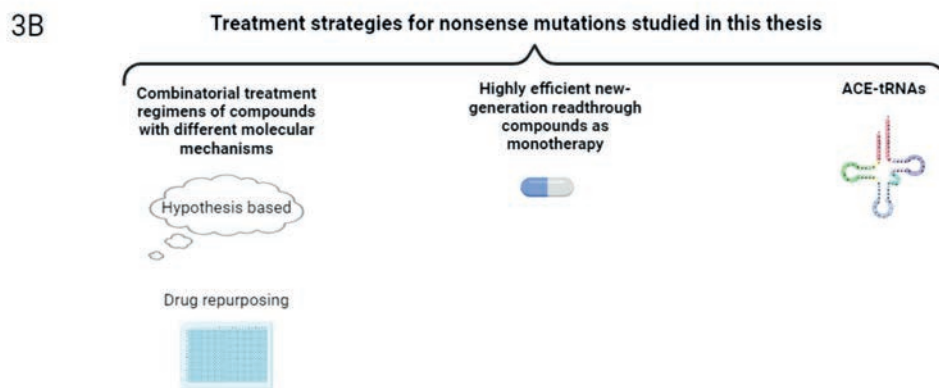 3B
Treatment strategies for nonsense mutations studied in this thesis
Combinatorial treatment
regimens of compounds
with different molecular
mechanisms
Hypothesis based
Drug repurposing
Highly efficient new-
generation readthrough
compounds as
monotherapy
ACE-tRNAs